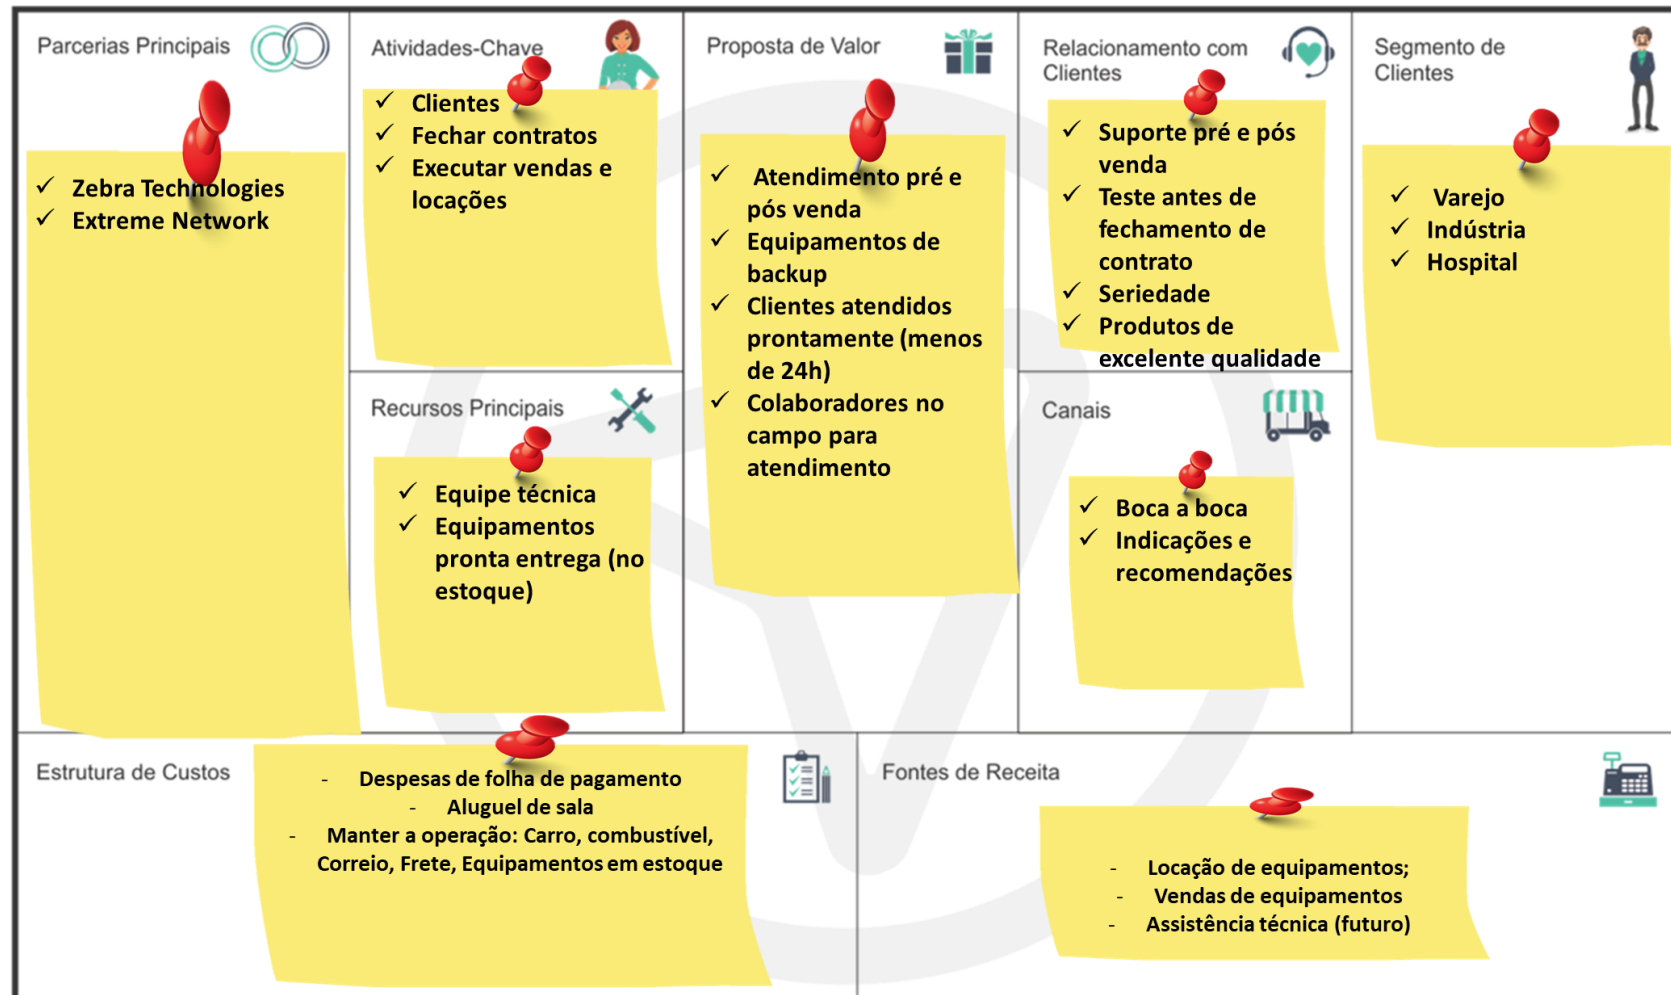 Parcerias Principais
Zebra Technologies
Extreme Network
Atividades-Chave
Clientes
Fechar contratos
Executar vendas e
locações
Recursos Principais
Equipe técnica
Equipamentos
pronta entrega (no
estoque)
Proposta de Valor
Atendimento pré e
pós venda
Equipamentos de
backup
Clientes atendidos
prontamente (menos
de 24h)
Colaboradores no
campo para
atendimento
Relacionamento com
Clientes
Suporte pré e pós
venda
Teste antes de
fechamento de
contrato
Seriedade
Produtos de
excelente qualidade
Canais
Boca a boca
Indicações e
recomendações
Segmento de
Clientes
Varejo
Indústria
Hospital
Estrutura de Custos
- Despesas de folha de pagamento
- Aluguel de sala
- Manter a operação: Carro, combustível,
Correio, Frete, Equipamentos em estoque
Fontes de Receita
- Locação de equipamentos;
- Vendas de equipamentos
- Assistência técnica (futuro)